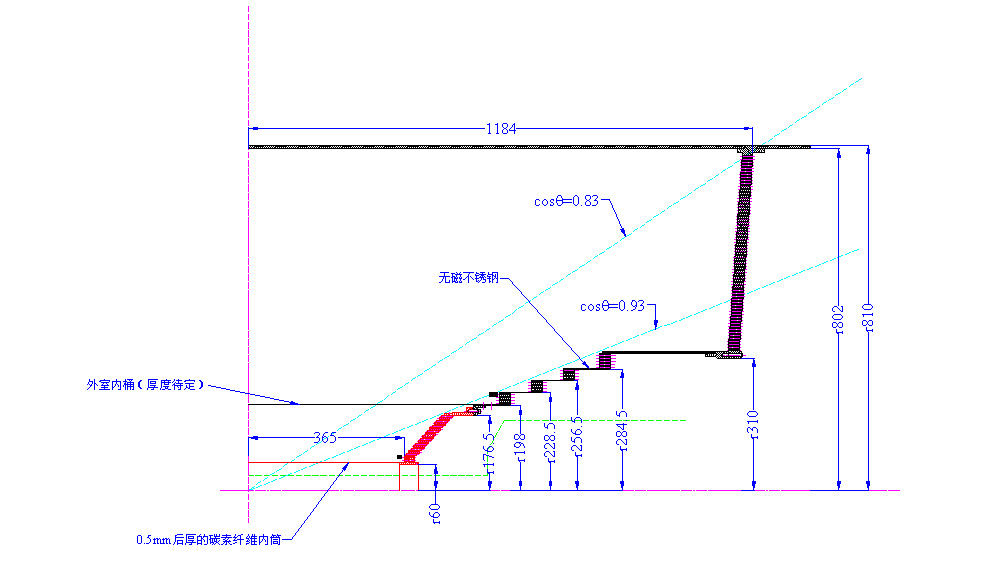 1184
cosθ=0.83
无磁不锈钢
cosθ=0.93
r802
r810
外室内桶（厚度待定）
365
r176.5
r198
r228.5
r256.5
r284.5
r310
r60
0.5mm后厚的碳素纤维内筒